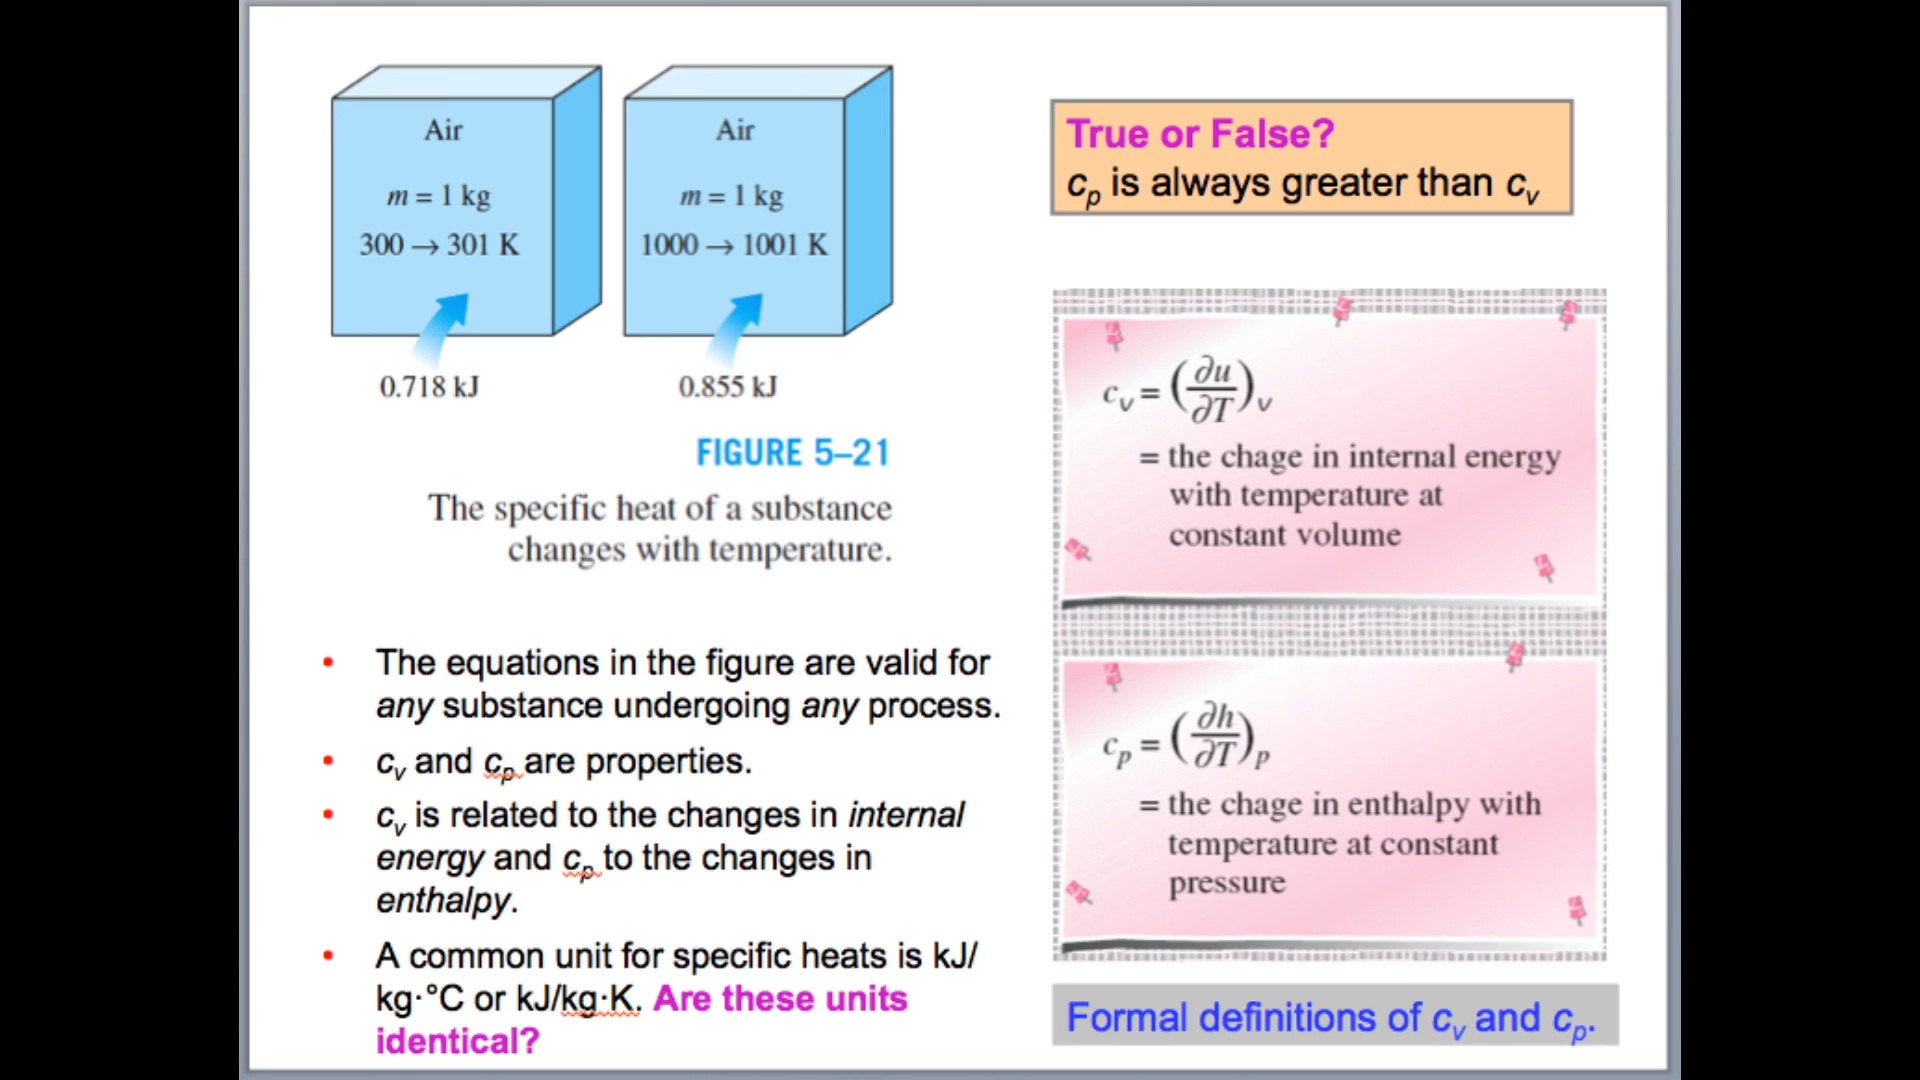 Air
m = 1 kg
300 → 301 K
0.718 kJ
Air
m = 1 kg
1000 → 1001 K
0.855 kJ
FIGURE 5–21
The specific heat of a substance
changes with temperature.
• The equations in the figure are valid for
any substance undergoing any process.
• cv and cp are properties.
• cv is related to the changes in internal
energy and cp to the changes in
enthalpy.
• A common unit for specific heats is kJ/
kg·°C or kJ/kg·K. Are these units
identical?
True or False?
cp is always greater than cv
cv = (∂u/∂T)v
= the chage in internal energy
with temperature at
constant volume
cp = (∂h/∂T)p
= the chage in enthalpy with
temperature at constant
pressure
Formal definitions of cv and cp.